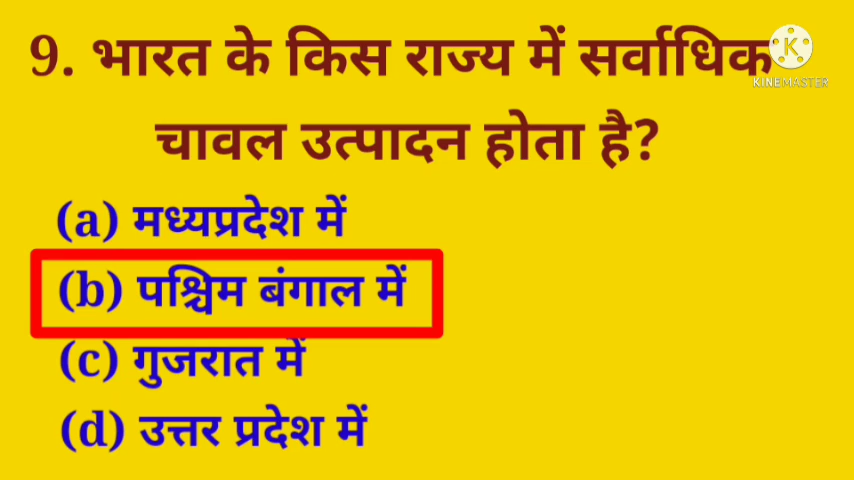 9. भारत के किस राज्य में सर्वाधिक
चावल उत्पादन होता है?
(a) मध्यप्रदेश में
(b) पश्चिम बंगाल में
(c) गुजरात में
(d) उत्तर प्रदेश में
K
KINEMASTER